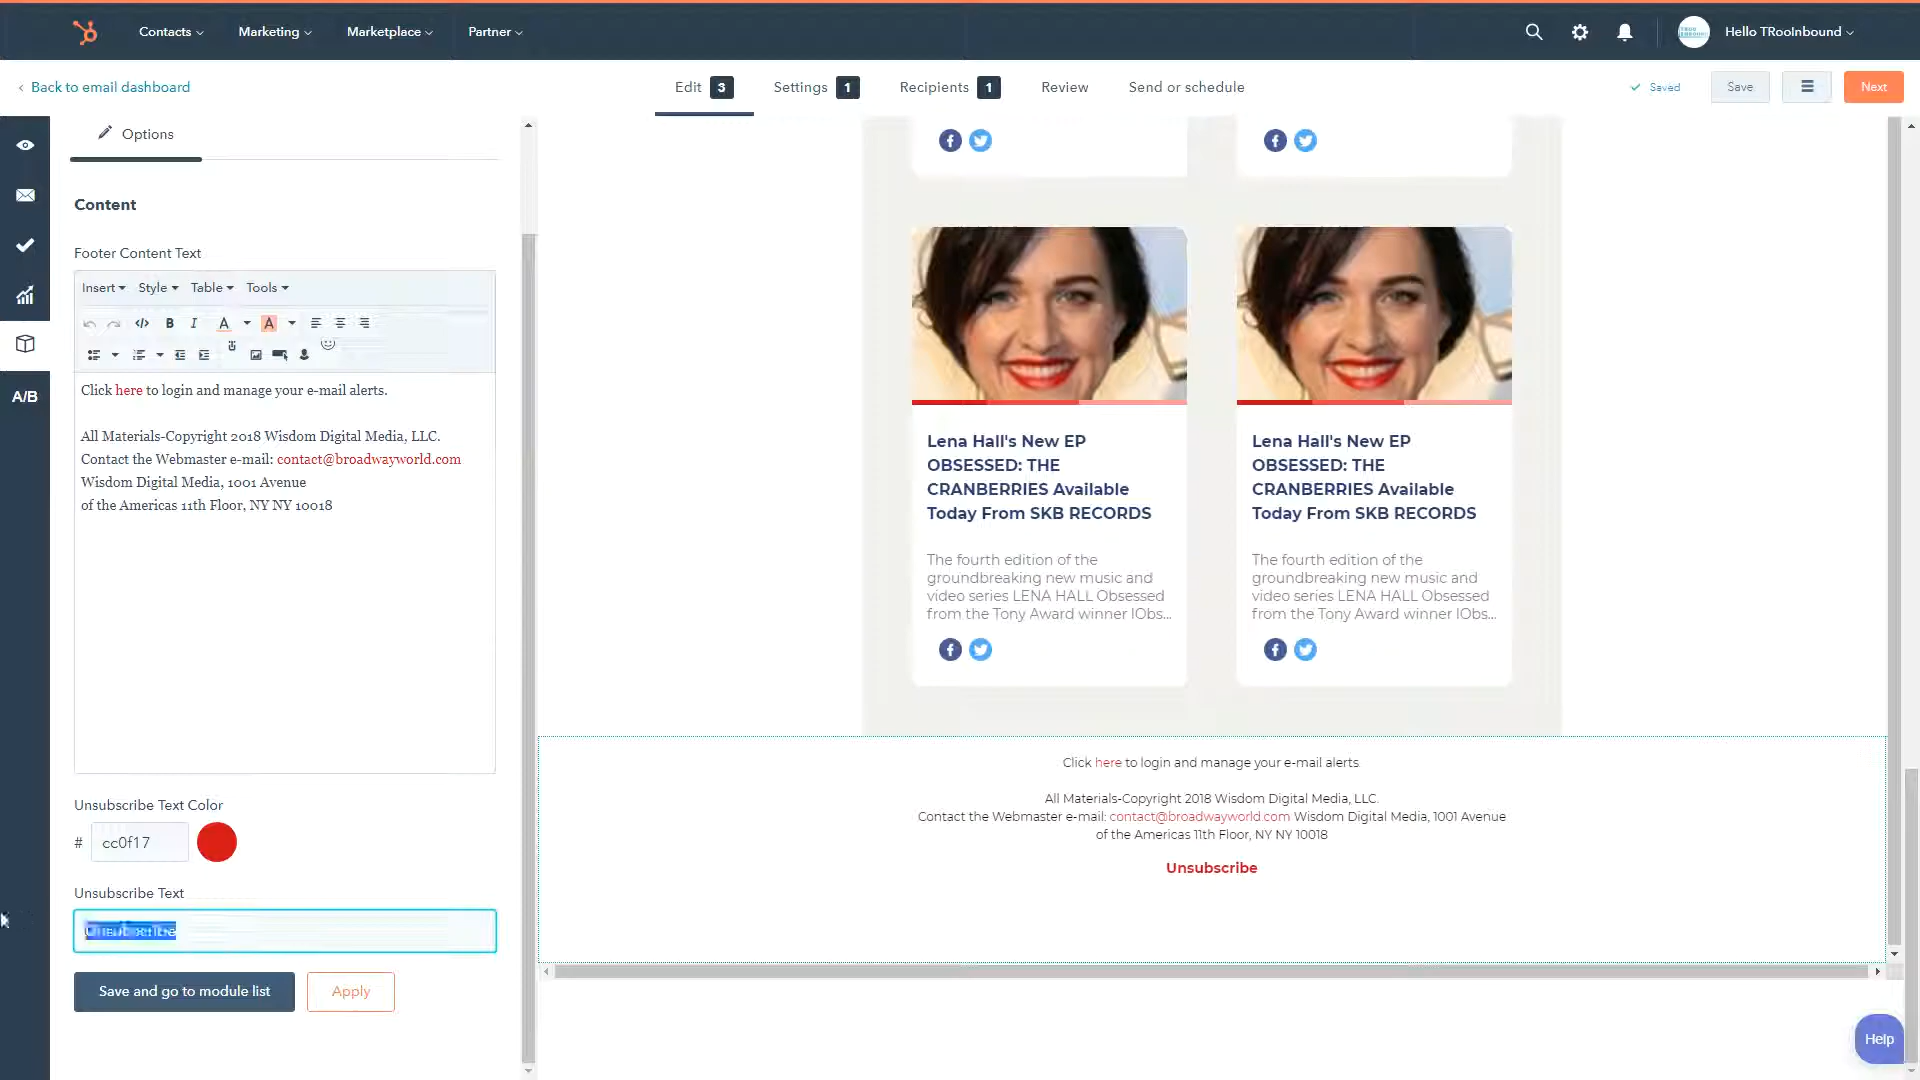 Contacts
Marketing
Marketplace
Partner
Hello TRooInbound
Back to email dashboard
Edit 3
Settings 1
Recipients 1
Review
Send or schedule
Saved
Save
Next
Options
Content
Footer Content Text
Insert Style Table Tools
B I A A
Click here to login and manage your e-mail alerts.
All Materials-Copyright 2018 Wisdom Digital Media, LLC.
Contact the Webmaster e-mail: contact@broadwayworld.com
Wisdom Digital Media, 1001 Avenue
of the Americas 11th Floor, NY NY 10018
A/B
Unsubscribe Text Color
# cc0f17
Unsubscribe Text
Unsubscribe
Save and go to module list
Apply
Lena Hall's New EP
OBSESSED: THE
CRANBERRIES Available
Today From SKB RECORDS
The fourth edition of the
groundbreaking new music and
video series LENA HALL Obsessed
from the Tony Award winner lObs...
Lena Hall's New EP
OBSESSED: THE
CRANBERRIES Available
Today From SKB RECORDS
The fourth edition of the
groundbreaking new music and
video series LENA HALL Obsessed
from the Tony Award winner lObs...
Click here to login and manage your e-mail alerts.
All Materials-Copyright 2018 Wisdom Digital Media, LLC.
Contact the Webmaster e-mail: contact@broadwayworld.com Wisdom Digital Media, 1001 Avenue
of the Americas 11th Floor, NY NY 10018
Unsubscribe
Help